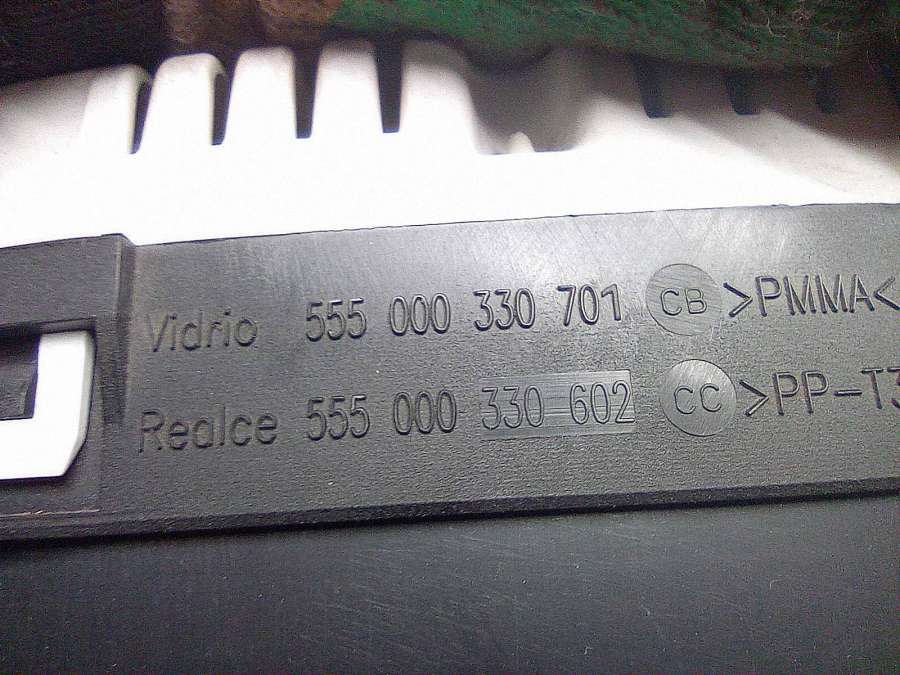 Vidrio 555 000 330 701 CB >PMMA<
Realce 555 000 330 602 CC >PP-T3